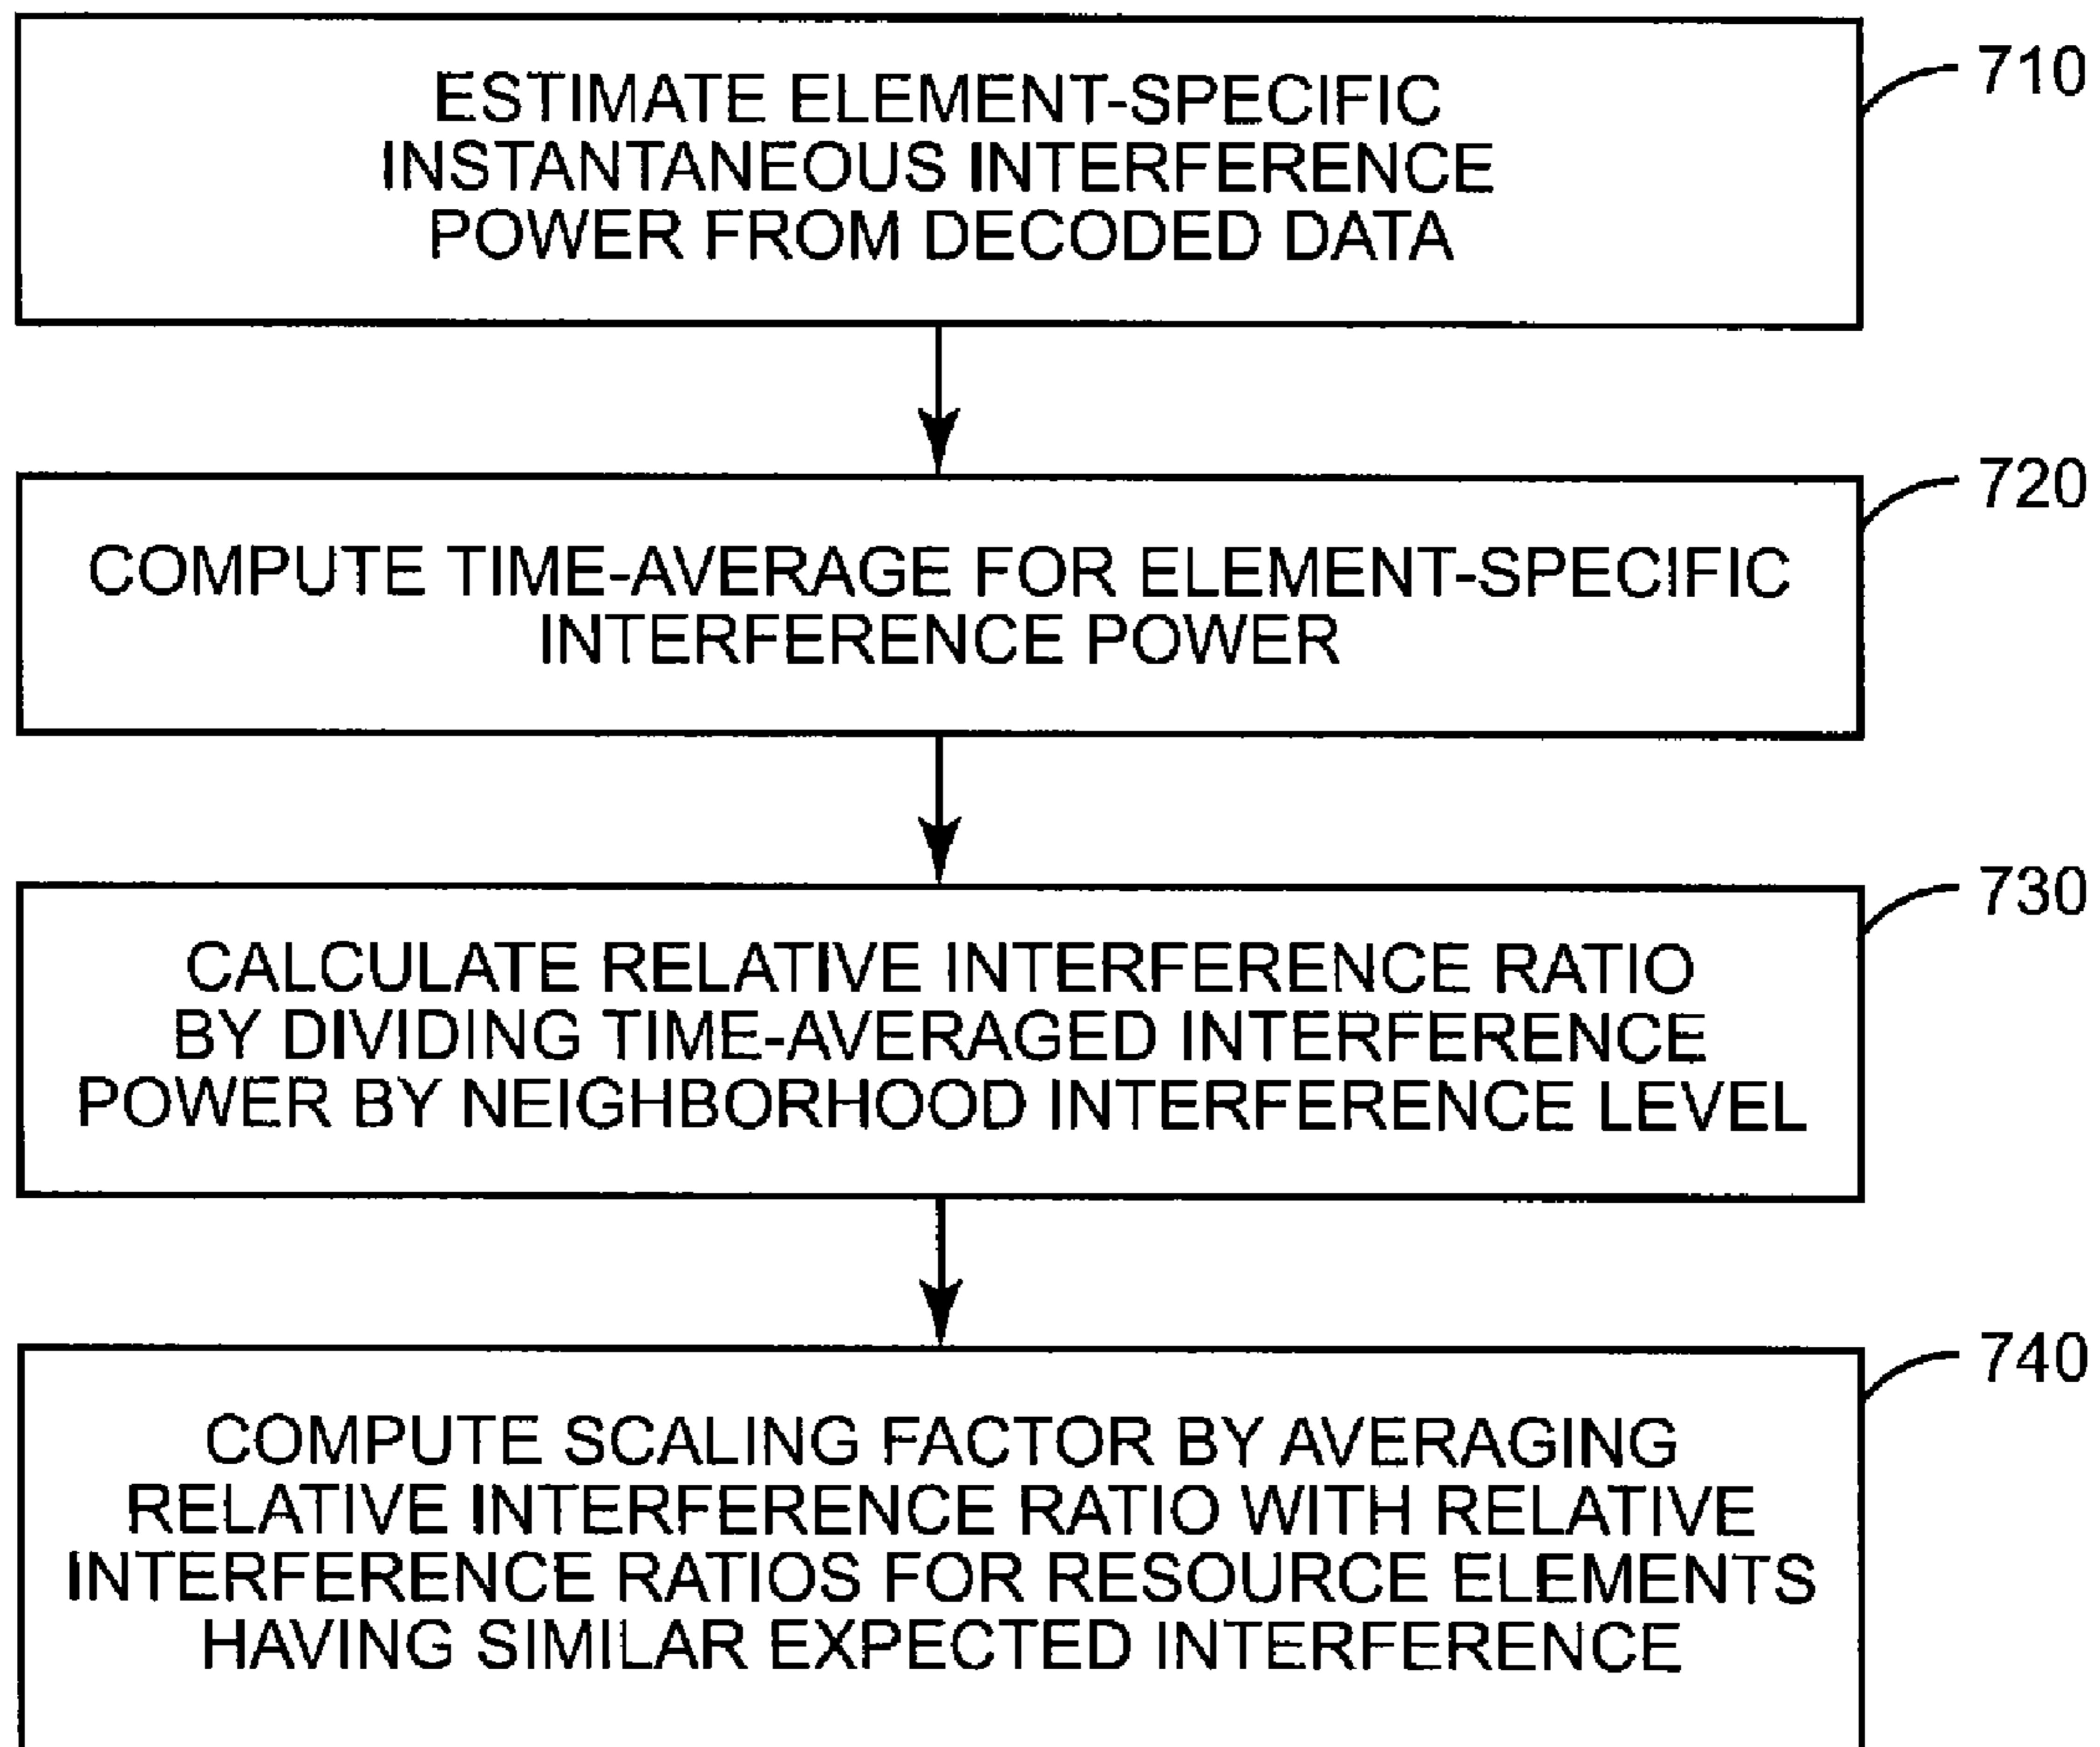 ESTIMATE ELEMENT-SPECIFIC
INSTANTANEOUS INTERFERENCE
POWER FROM DECODED DATA
710
COMPUTE TIME-AVERAGE FOR ELEMENT-SPECIFIC
INTERFERENCE POWER
720
CALCULATE RELATIVE INTERFERENCE RATIO
BY DIVIDING TIME-AVERAGED INTERFERENCE
POWER BY NEIGHBORHOOD INTERFERENCE LEVEL
730
COMPUTE SCALING FACTOR BY AVERAGING
RELATIVE INTERFERENCE RATIO WITH RELATIVE
INTERFERENCE RATIOS FOR RESOURCE ELEMENTS
HAVING SIMILAR EXPECTED INTERFERENCE
740